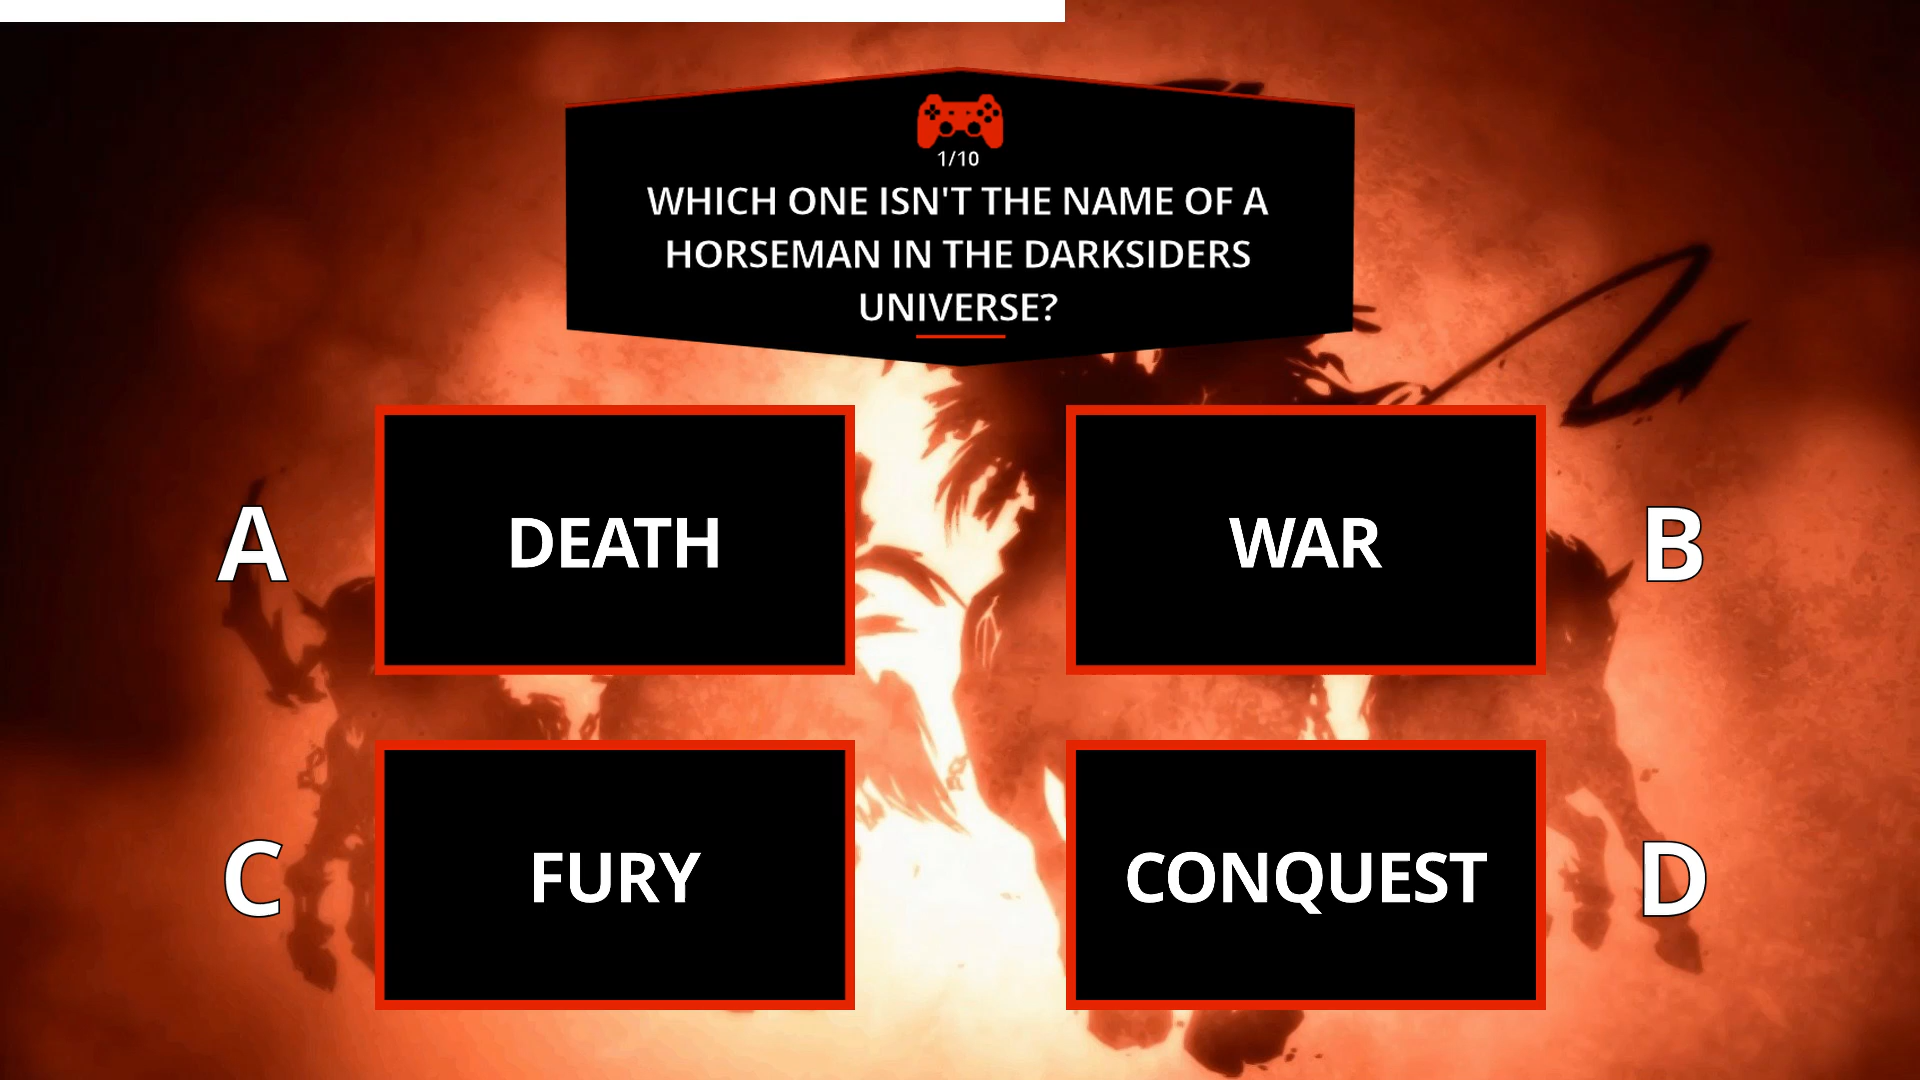 1/10
WHICH ONE ISN'T THE NAME OF A
HORSEMAN IN THE DARKSIDERS
UNIVERSE?
A
DEATH
WAR
B
C
FURY
CONQUEST
D